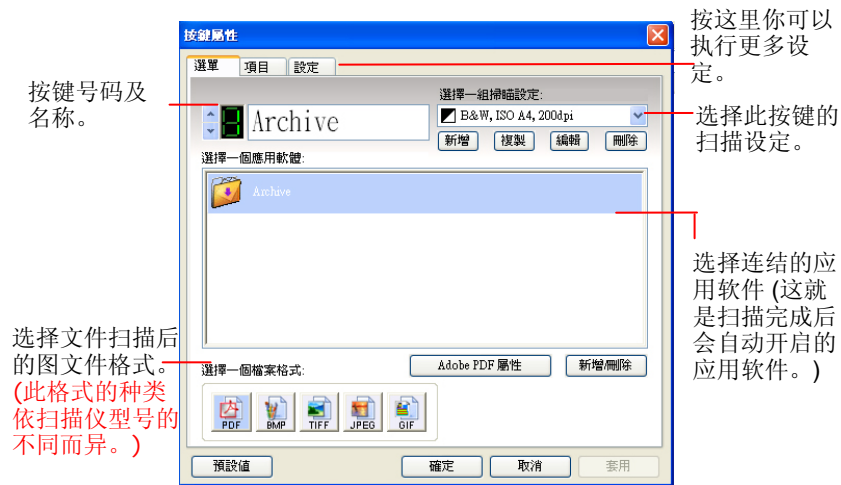 按键号码及
名称。
选择文件扫描后
的图文件格式。
(此格式的种类
依扫描仪型号的
不同而异。)
按鍵屬性
選單 項目 設定
Archive
選擇一組掃瞄設定:
B&W, ISO A4, 200dpi
新增 複製 編輯 刪除
選擇一個應用軟體:
Archive
選擇一個檔案格式:
Adobe PDF 屬性 新增/刪除
PDF BMP TIFF JPEG GIF
預設值 確定 取消 套用
按这里你可以
执行更多设
定。
选择此按键的
扫描设定。
选择连结的应
用软件 (这就
是扫描完成后
会自动开启的
应用软件。)